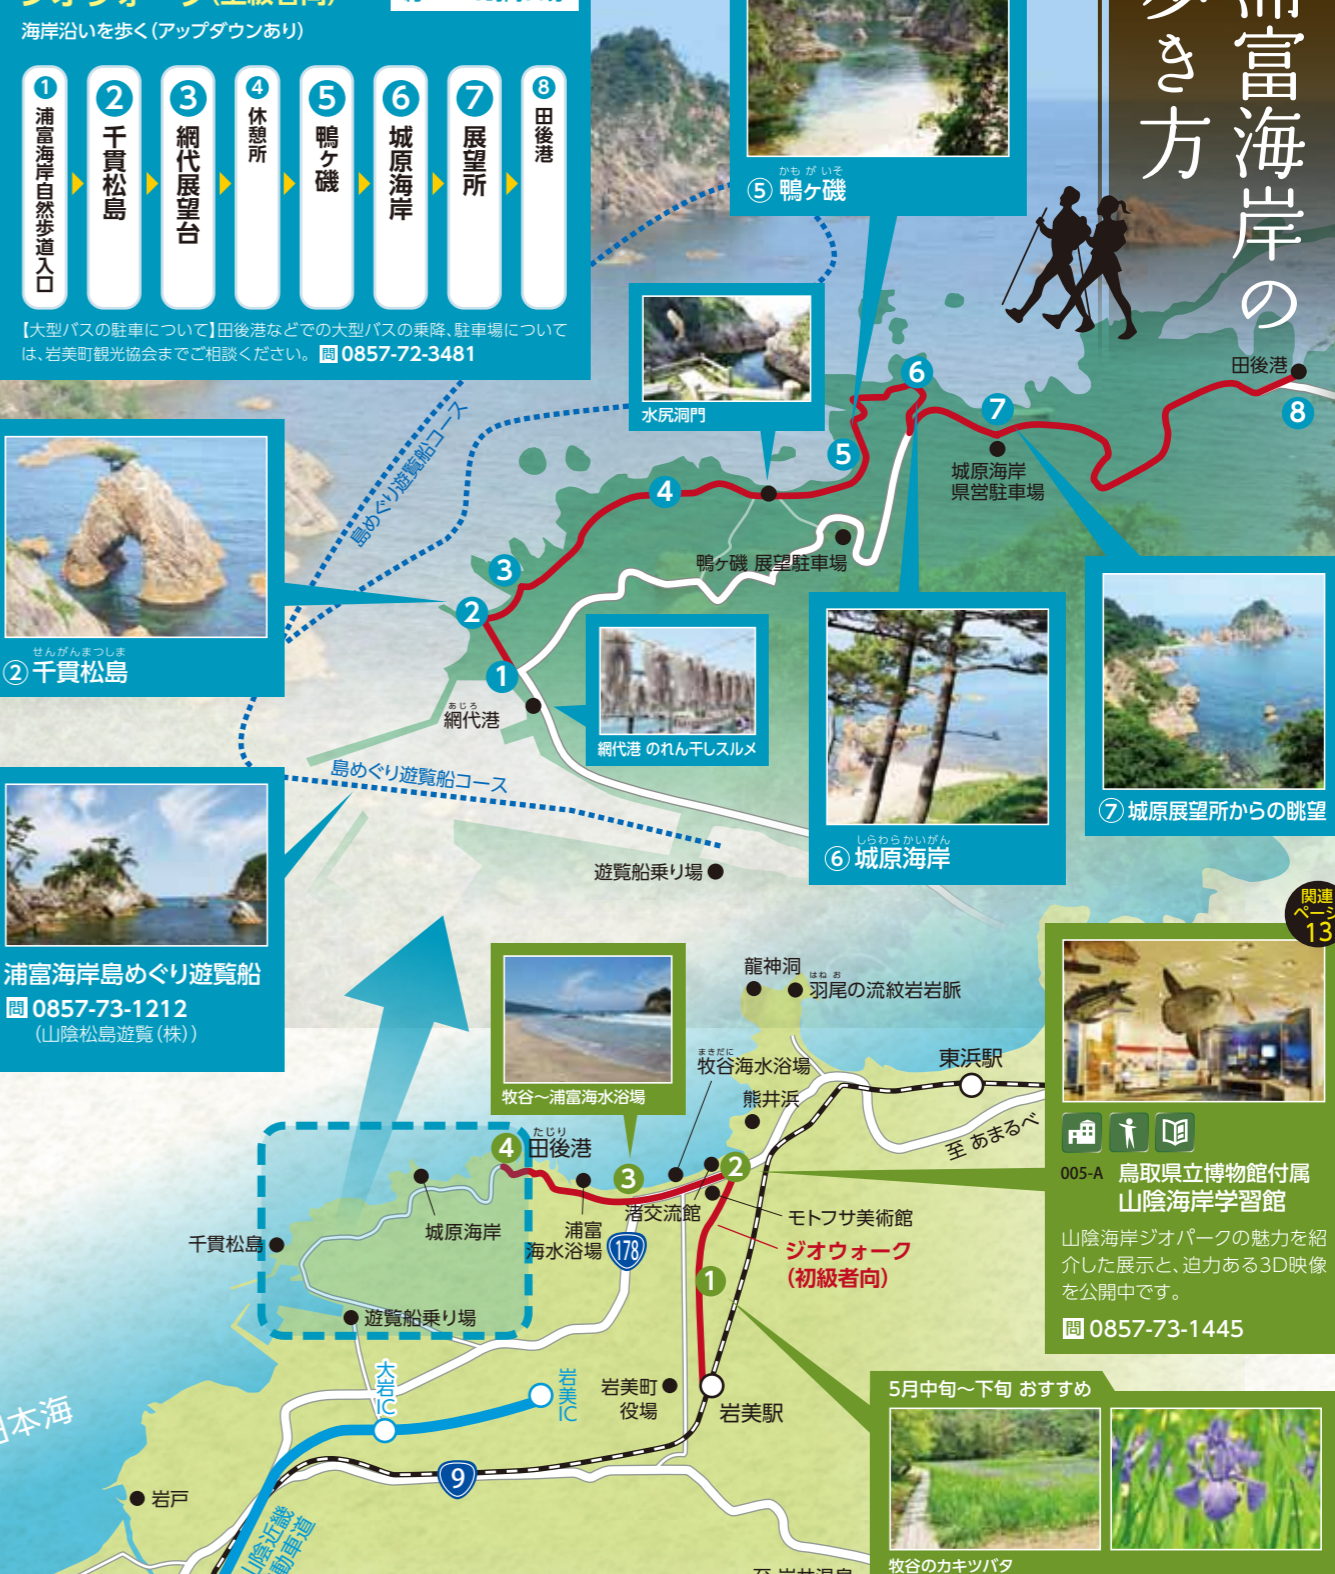 海岸沿いを歩く(アップダウンあり)
① 浦富海岸自然歩道入口
② 千貫松島
③ 網代展望台
④ 休憩所
⑤ 鴨ヶ磯
⑥ 城原海岸
⑦ 展望所
⑧ 田後港
【大型バスの駐車について】田後港などでの大型バスの乗降、駐車場について
は、岩美町観光協会までご相談ください。 問 0857-72-3481
富海岸の
き方
かもがいそ
⑤ 鴨ヶ磯
水尻洞門
島めぐり遊覧船コース
田後港
8
7
6
5
4
3
2
1
城原海岸
県営駐車場
鴨ヶ磯 展望駐車場
せんがんまつしま
② 千貫松島
あじろ
網代港
網代港 のれん干しスルメ
島めぐり遊覧船コース
遊覧船乗り場
しらわらかいがん
⑥ 城原海岸
⑦ 城原展望所からの眺望
浦富海岸島めぐり遊覧船
問 0857-73-1212
(山陰松島遊覧(株))
関連
ページ
13
牧谷〜浦富海水浴場
龍神洞
はねお
羽尾の流紋岩岩脈
まきだに
牧谷海水浴場
熊井浜
東浜駅
至 あまるべ
たじり
田後港
4
3
2
1
城原海岸
千貫松島
遊覧船乗り場
浦富
海水浴場
渚交流館
178
モトフサ美術館
ジオウォーク
(初級者向)
005-A 鳥取県立博物館付属
山陰海岸学習館
山陰海岸ジオパークの魅力を紹
介した展示と、迫力ある3D映像
を公開中です。
問 0857-73-1445
大岩IC
岩美IC
岩美町
役場
岩美駅
9
岩戸
日本海
山陰近畿
動車道
5月中旬〜下旬 おすすめ
牧谷のカキツバタ